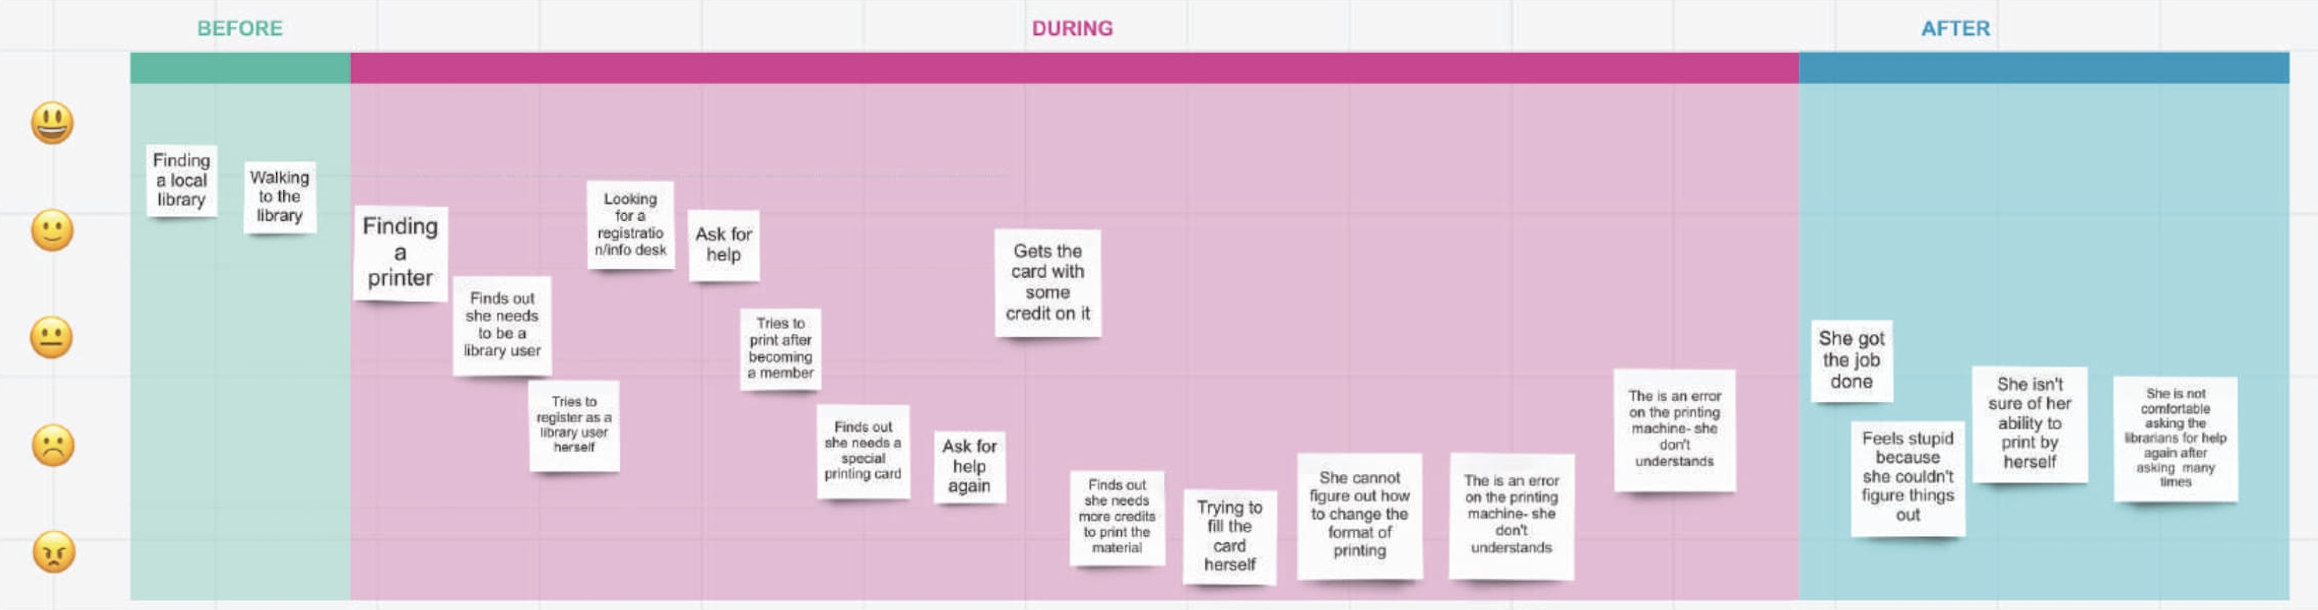 BEFORE
DURING
AFTER
Finding
a local
library
Walking
to the
library
Finding
a
printer
Finds out
she needs
to be a
library user
Tries to
register as a
library user
herself
Looking
for a
registratio
n/info desk
Ask for
help
Tries to
print after
becoming
a member
Finds out
she needs a
special
printing card
Ask for
help
again
Gets the
card with
some
credit on it
Finds out
she needs
more credits
to print the
material
Trying to
fill the
card
herself
She cannot
figure out how
to change the
format of
printing
The is an error
on the printing
machine- she
don't
understands
The is an error
on the printing
machine- she
don't
understands
She got
the job
done
Feels stupid
because
she couldn't
figure things
out
She isn't
sure of her
ability to
print by
herself
She is not
comfortable
asking the
librarians for help
again after
asking many
times